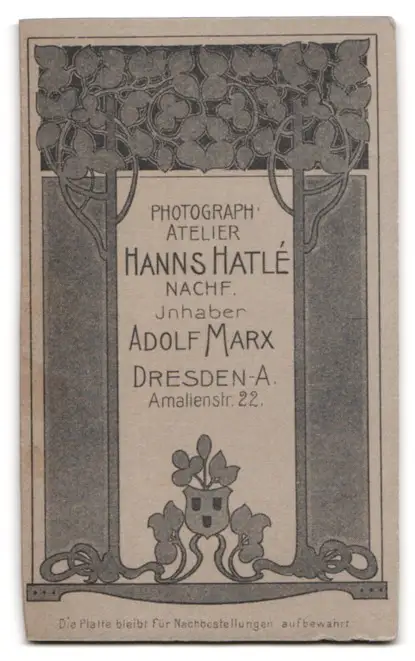 PHOTOGRAPH·
ATELIER
HANNS HATLÉ
NACHF.
Jnhaber
ADOLF MARX
DRESDEN-A.
Amalienstr. 22.
Die Platte bleibt für Nachbestellungen aufbewahrt.